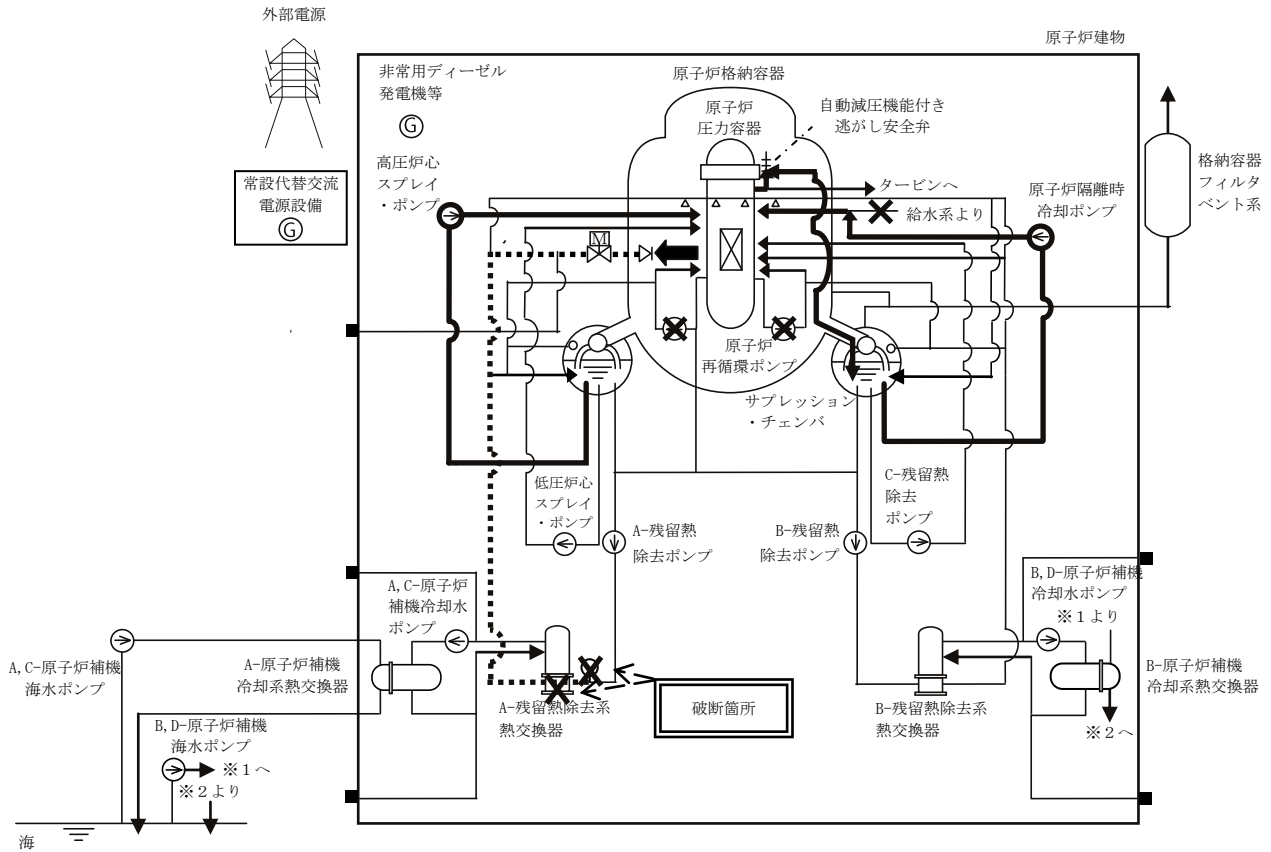 外部電源
原子炉建物
非常用ディーゼル
発電機等
G
原子炉格納容器
原子炉
圧力容器
自動減圧機能付き
逃がし安全弁
高圧炉心
スプレイ
・ポンプ
常設代替交流
電源設備
G
タービンへ
給水系より
原子炉隔離時
冷却ポンプ
格納容器
フィルタ
ベント系
M
原子炉
再循環ポンプ
サプレッション
・チェンバ
低圧炉心
スプレイ
・ポンプ
A-残留熱
除去ポンプ
B-残留熱
除去ポンプ
C-残留熱
除去
ポンプ
A,C-原子炉
補機冷却水
ポンプ
B,D-原子炉補機
冷却水ポンプ
※1より
A,C-原子炉補機
海水ポンプ
A-原子炉補機
冷却系熱交換器
B-原子炉補機
冷却系熱交換器
A-残留熱除去系
熱交換器
破断箇所
B-残留熱除去系
熱交換器
※2へ
B,D-原子炉補機
海水ポンプ
※1へ
※2より
海